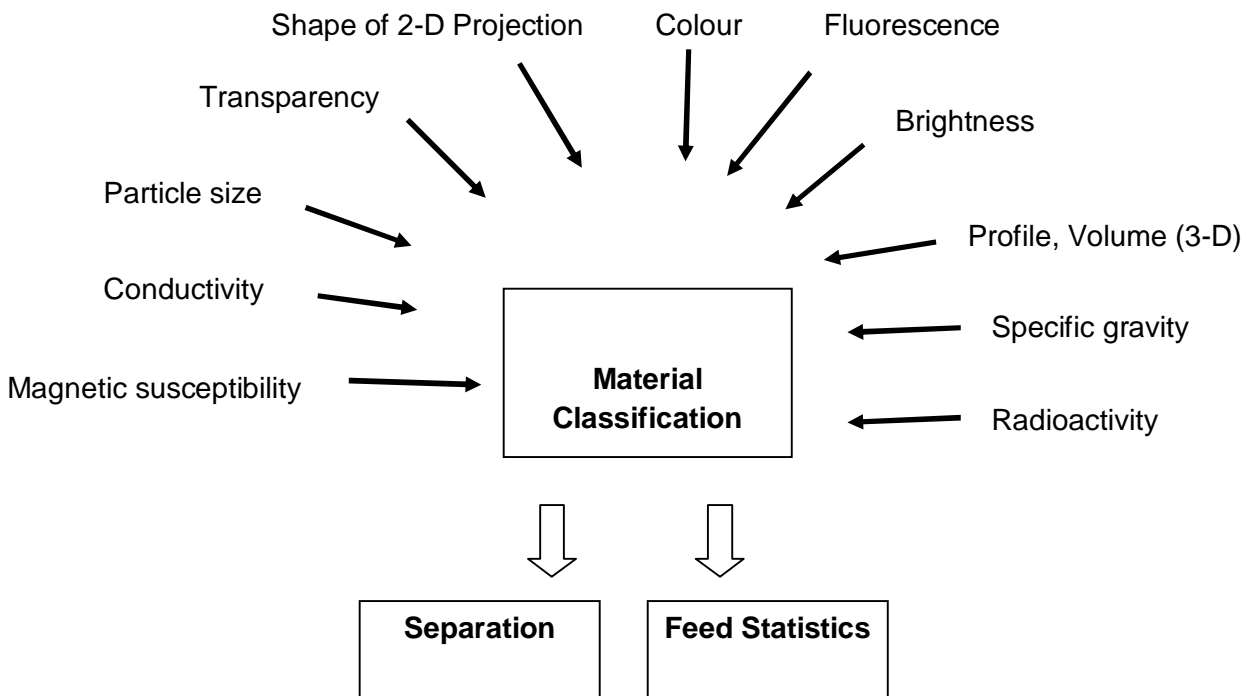 Shape of 2-D Projection
Colour
Fluorescence
Transparency
Brightness
Particle size
Profile, Volume (3-D)
Conductivity
Specific gravity
Magnetic susceptibility
Material
Classification
Radioactivity
Separation
Feed Statistics